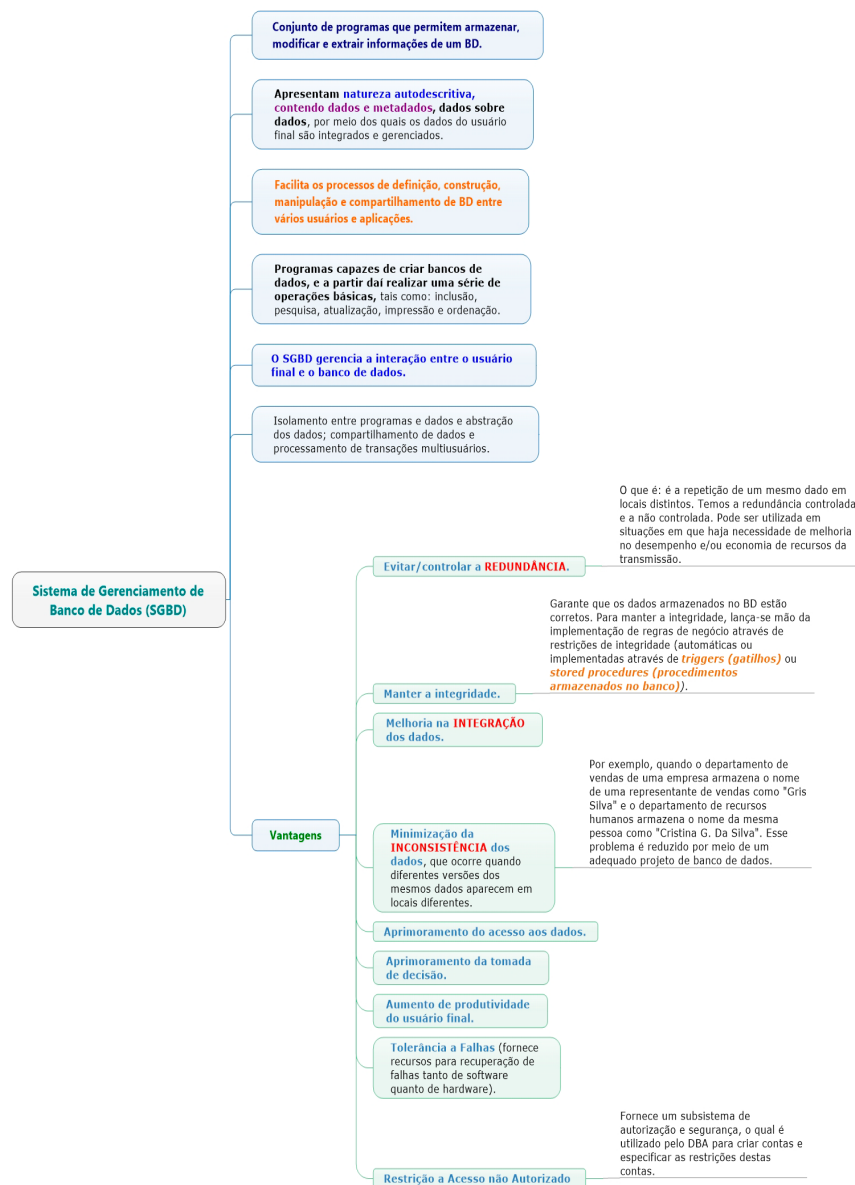 Conjunto de programas que permitem armazenar,
modificar e extrair informações de um BD.
Apresentam natureza autodescritiva,
contendo dados e metadados, dados sobre
dados, por meio dos quais os dados do usuário
final são integrados e gerenciados.
Facilita os processos de definição, construção,
manipulação e compartilhamento de BD entre
vários usuários e aplicações.
Programas capazes de criar bancos de
dados, e a partir daí realizar uma série de
operações básicas, tais como: inclusão,
pesquisa, atualização, impressão e ordenação.
O SGBD gerencia a interação entre o usuário
final e o banco de dados.
Isolamento entre programas e dados e abstração
dos dados; compartilhamento de dados e
processamento de transações multiusuários.
Sistema de Gerenciamento de
Banco de Dados (SGBD)
Vantagens
Evitar/controlar a REDUNDÂNCIA.
O que é: é a repetição de um mesmo dado em
locais distintos. Temos a redundância controlada
e a não controlada. Pode ser utilizada em
situações em que haja necessidade de melhoria
no desempenho e/ou economia de recursos da
transmissão.
Manter a integridade.
Garante que os dados armazenados no BD estão
corretos. Para manter a integridade, lança-se mão da
implementação de regras de negócio através de
restrições de integridade (automáticas ou
implementadas através de triggers (gatilhos) ou
stored procedures (procedimentos
armazenados no banco)).
Melhoria na INTEGRAÇÃO
dos dados.
Minimização da
INCONSISTÊNCIA dos
dados, que ocorre quando
diferentes versões dos
mesmos dados aparecem em
locais diferentes.
Por exemplo, quando o departamento de
vendas de uma empresa armazena o nome
de uma representante de vendas como "Gris
Silva" e o departamento de recursos
humanos armazena o nome da mesma
pessoa como "Cristina G. Da Silva". Esse
problema é reduzido por meio de um
adequado projeto de banco de dados.
Aprimoramento do acesso aos dados.
Aprimoramento da tomada
de decisão.
Aumento de produtividade
do usuário final.
Tolerância a Falhas (fornece
recursos para recuperação de
falhas tanto de software
quanto de hardware).
Restrição a Acesso não Autorizado
Fornece um subsistema de
autorização e segurança, o qual é
utilizado pelo DBA para criar contas e
especificar as restrições destas
contas.